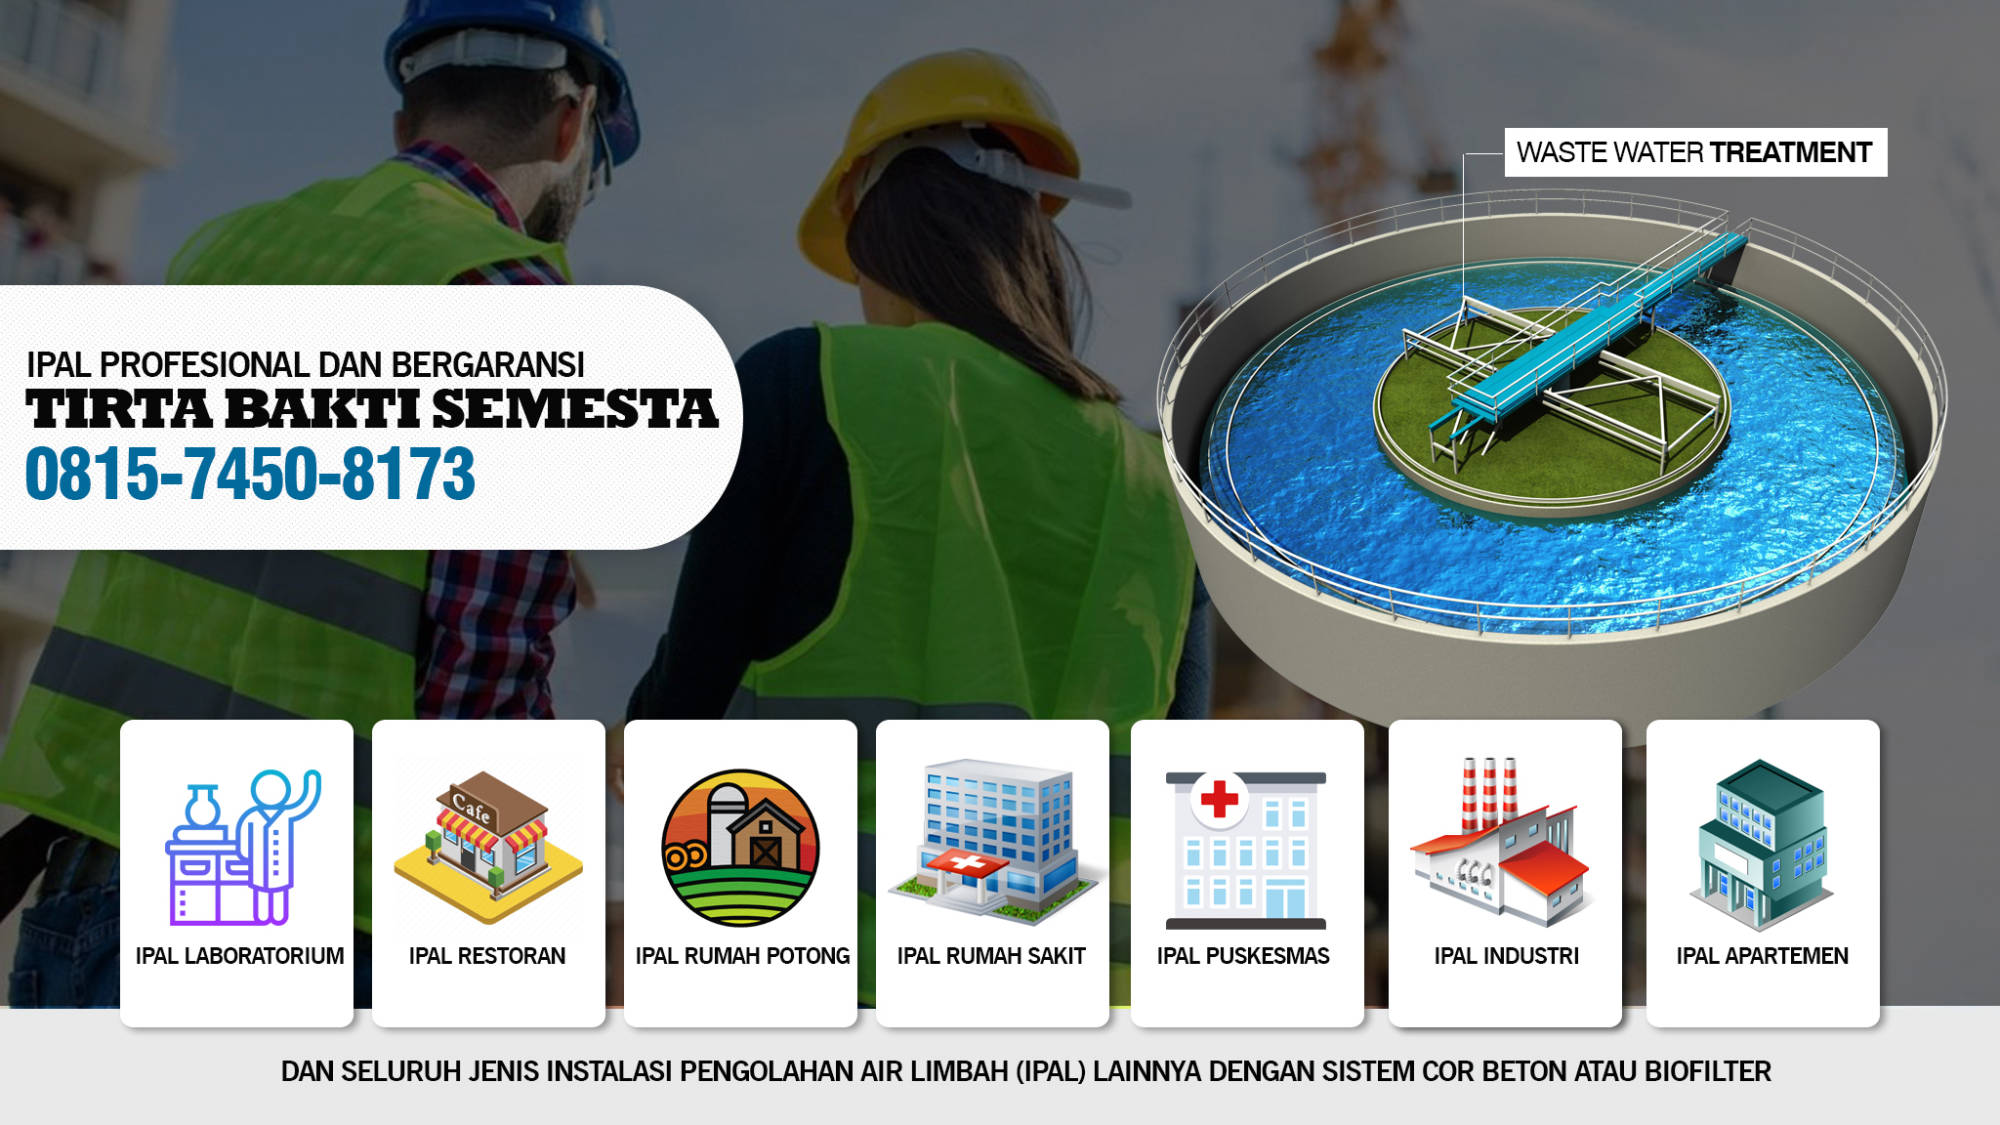 WASTE WATER TREATMENT
IPAL PROFESIONAL DAN BERGARANSI
TIRTA BAKTI SEMESTA
0815-7450-8173
Cafe
IPAL LABORATORIUM
IPAL RESTORAN
IPAL RUMAH POTONG
IPAL RUMAH SAKIT
IPAL PUSKESMAS
IPAL INDUSTRI
IPAL APARTEMEN
DAN SELURUH JENIS INSTALASI PENGOLAHAN AIR LIMBAH (IPAL) LAINNYA DENGAN SISTEM COR BETON ATAU BIOFILTER